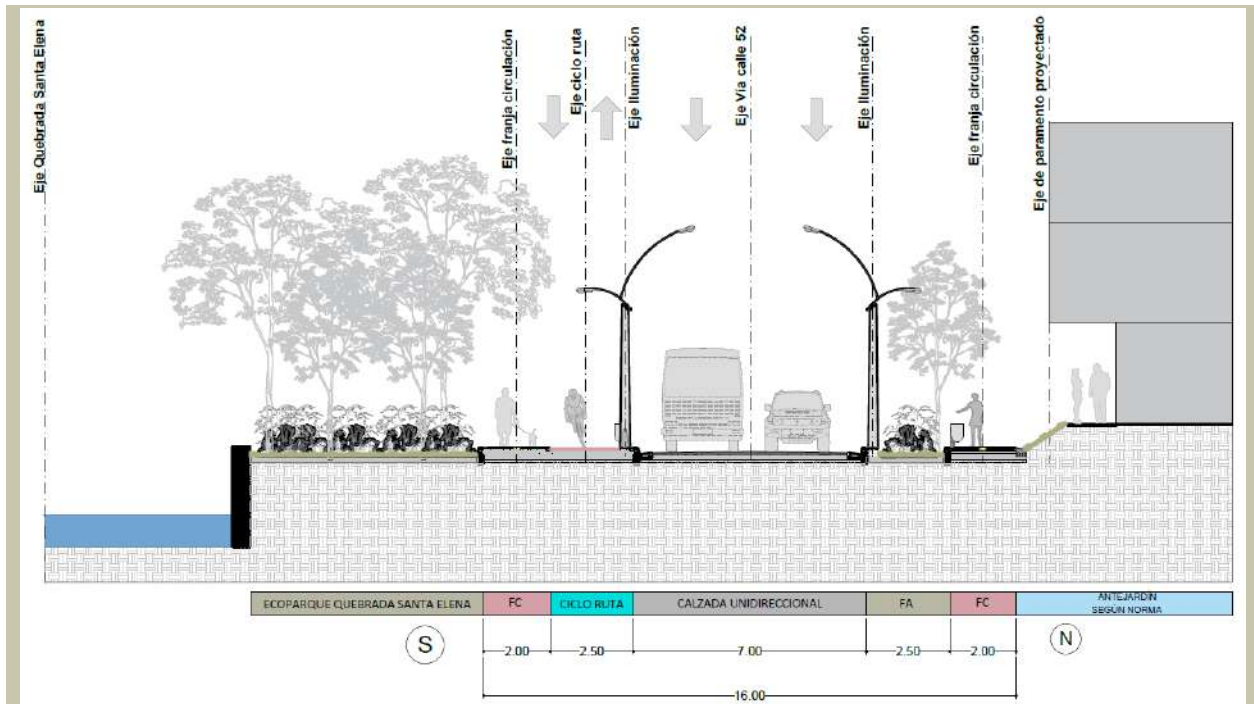 Eje Quebrada Santa Elena
Eje franja circulación
Eje ciclo ruta
Eje Iluminación
Eje Vía calle 52
Eje Iluminación
Eje franja circulación
Eje de paramento proyectado
ECOPARQUE QUEBRADA SANTA ELENA
FC
CICLO RUTA
CALZADA UNIDIRECCIONAL
FA
FC
ANTEJARDIN
SEGÚN NORMA
S
N
2.00
2.50
7.00
2.50
2.00
16.00